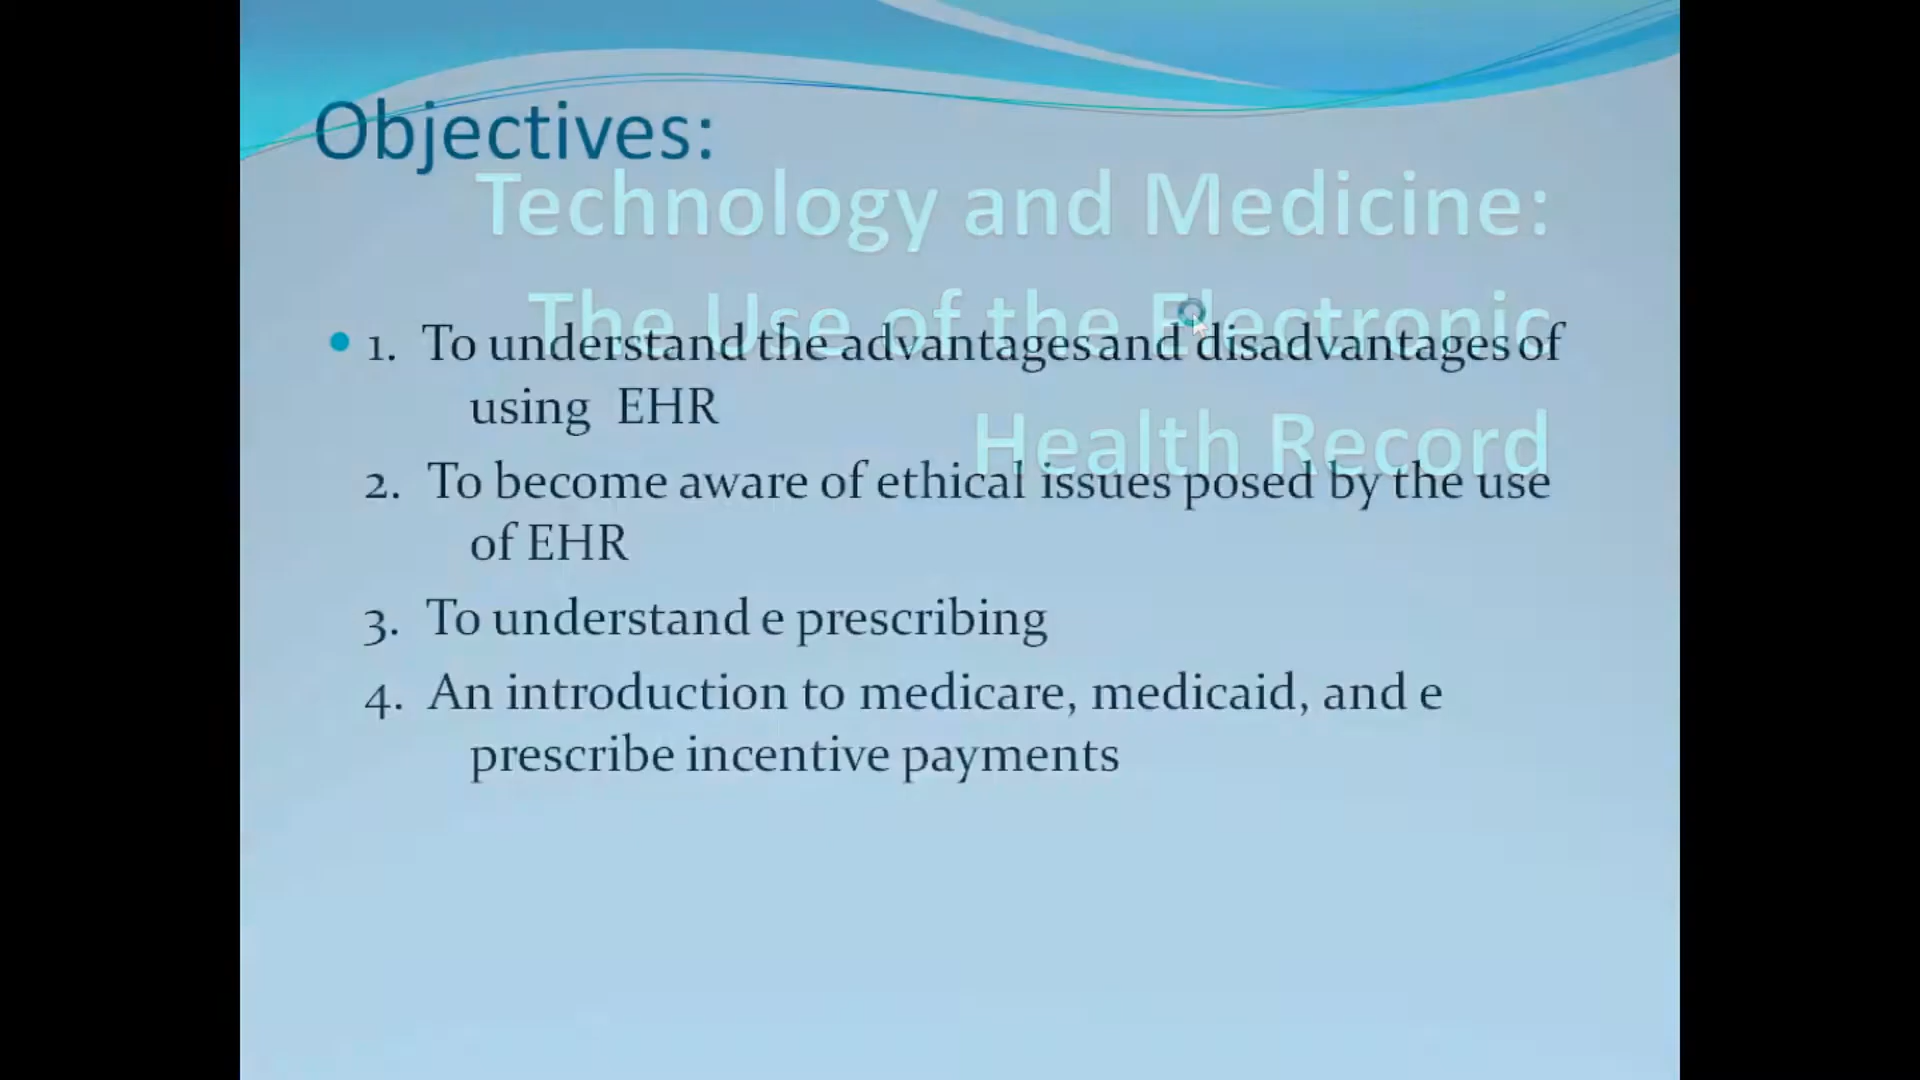 Objectives:
Technology and Medicine:
The Use of the Electronic
Health Record
1. To understand the advantages and disadvantages of
using EHR
2. To become aware of ethical issues posed by the use
of EHR
3. To understand e prescribing
4. An introduction to medicare, medicaid, and e
prescribe incentive payments